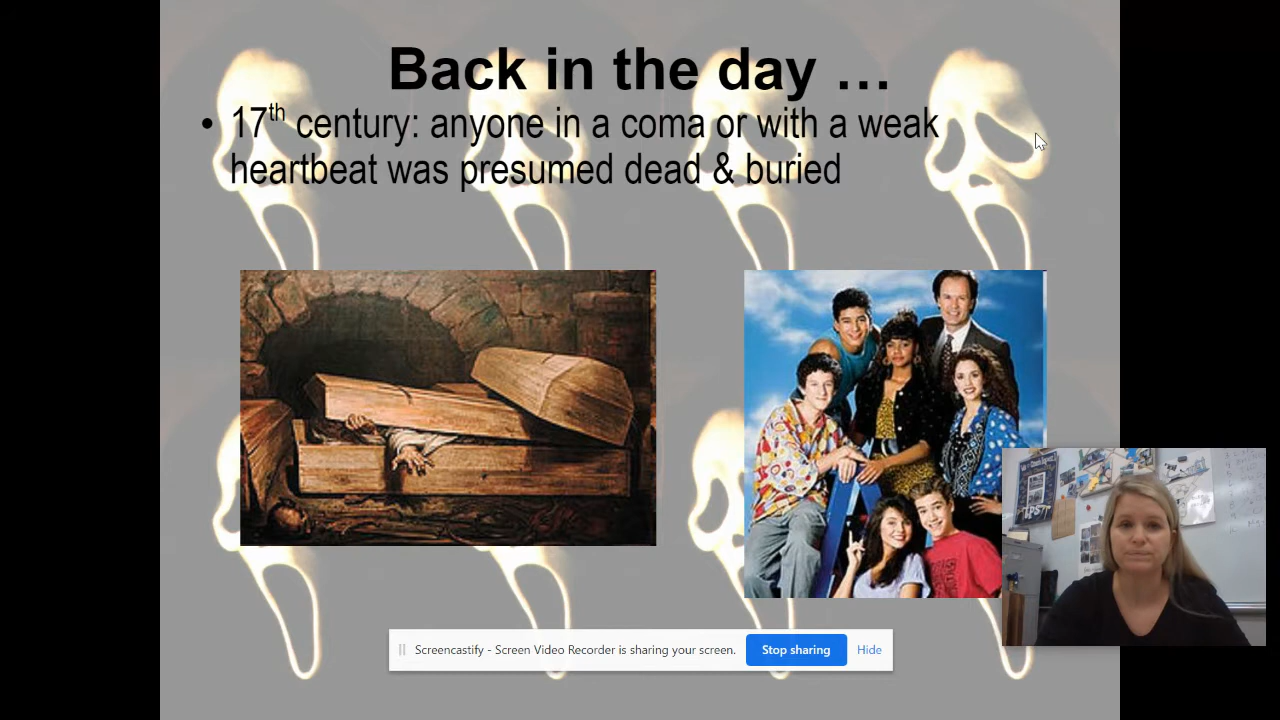 Back in the day …
• 17th century: anyone in a coma or with a weak
heartbeat was presumed dead & buried
Screencastify - Screen Video Recorder is sharing your screen. Stop sharing Hide